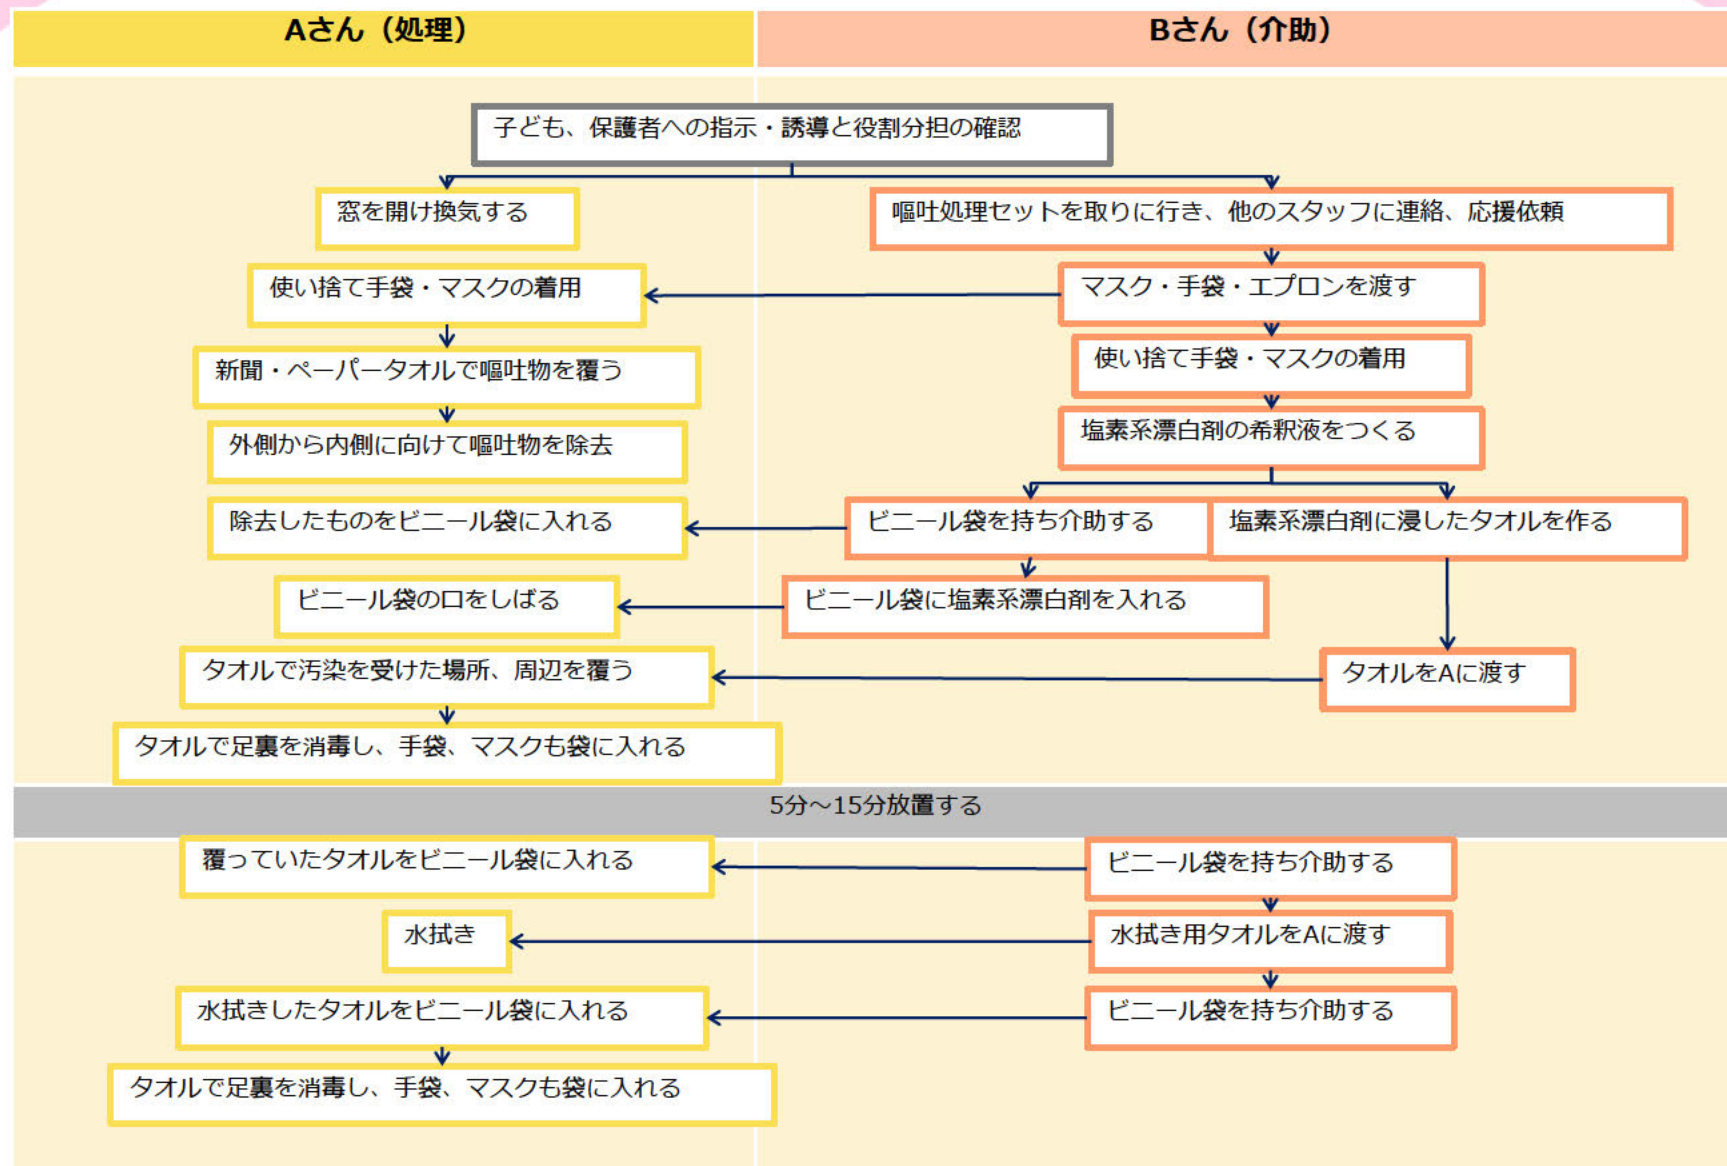 Aさん（処理）
Bさん（介助）
子ども、保護者への指示・誘導と役割分担の確認
窓を開け換気する
嘔吐処理セットを取りに行き、他のスタッフに連絡、応援依頼
使い捨て手袋・マスクの着用
マスク・手袋・エプロンを渡す
新聞・ペーパータオルで嘔吐物を覆う
使い捨て手袋・マスクの着用
外側から内側に向けて嘔吐物を除去
塩素系漂白剤の希釈液をつくる
除去したものをビニール袋に入れる
ビニール袋を持ち介助する
塩素系漂白剤に浸したタオルを作る
ビニール袋の口をしばる
ビニール袋に塩素系漂白剤を入れる
タオルで汚染を受けた場所、周辺を覆う
タオルをAに渡す
タオルで足裏を消毒し、手袋、マスクも袋に入れる
5分～15分放置する
覆っていたタオルをビニール袋に入れる
ビニール袋を持ち介助する
水拭き
水拭き用タオルをAに渡す
水拭きしたタオルをビニール袋に入れる
ビニール袋を持ち介助する
タオルで足裏を消毒し、手袋、マスクも袋に入れる